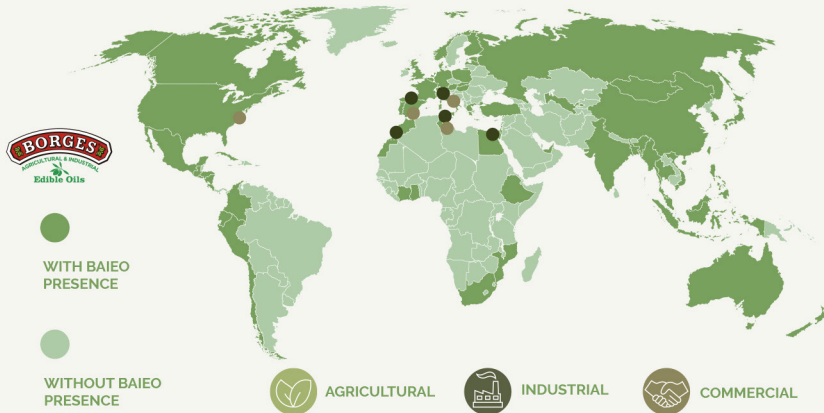 BORGES
AGRICULTURAL & INDUSTRIAL
Edible Oils
WITH BAIEO
PRESENCE
WITHOUT BAIEO
PRESENCE
AGRICULTURAL
INDUSTRIAL
COMMERCIAL